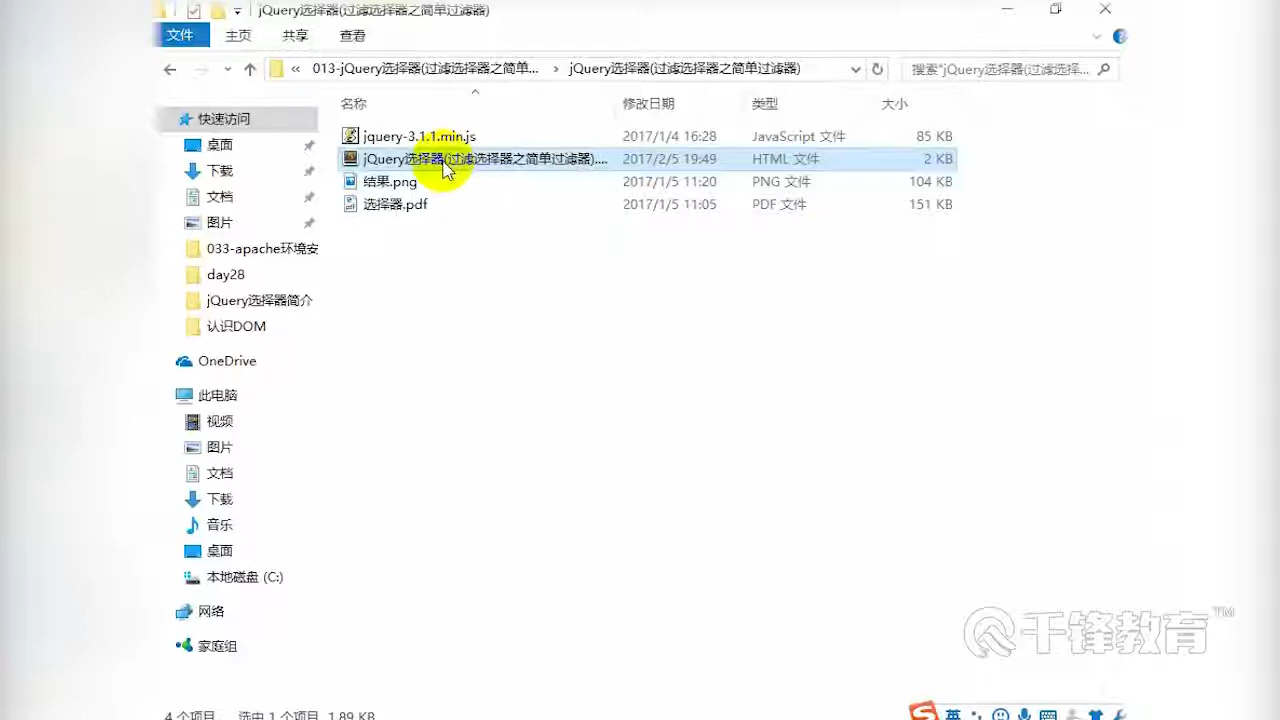 jQuery选择器(过滤选择器之简单过滤器)
文件 主页 共享 查看
« 013-jQuery选择器(过滤选择器之简单... › jQuery选择器(过滤选择器之简单过滤器) 搜索"jQuery选择器(过滤选择...
名称 修改日期 类型 大小
快速访问
桌面
下载
文档
图片
033-apache环境安
day28
jQuery选择器简介
认识DOM
OneDrive
此电脑
视频
图片
文档
下载
音乐
桌面
本地磁盘 (C:)
网络
家庭组
jquery-3.1.1.min.js 2017/1/4 16:28 JavaScript 文件 85 KB
jQuery选择器(过滤选择器之简单过滤器).... 2017/2/5 19:49 HTML 文件 2 KB
结果.png 2017/1/5 11:20 PNG 文件 104 KB
选择器.pdf 2017/1/5 11:05 PDF 文件 151 KB
千锋教育™
4 个项目 选中 1 个项目 1.89 KB
S 英